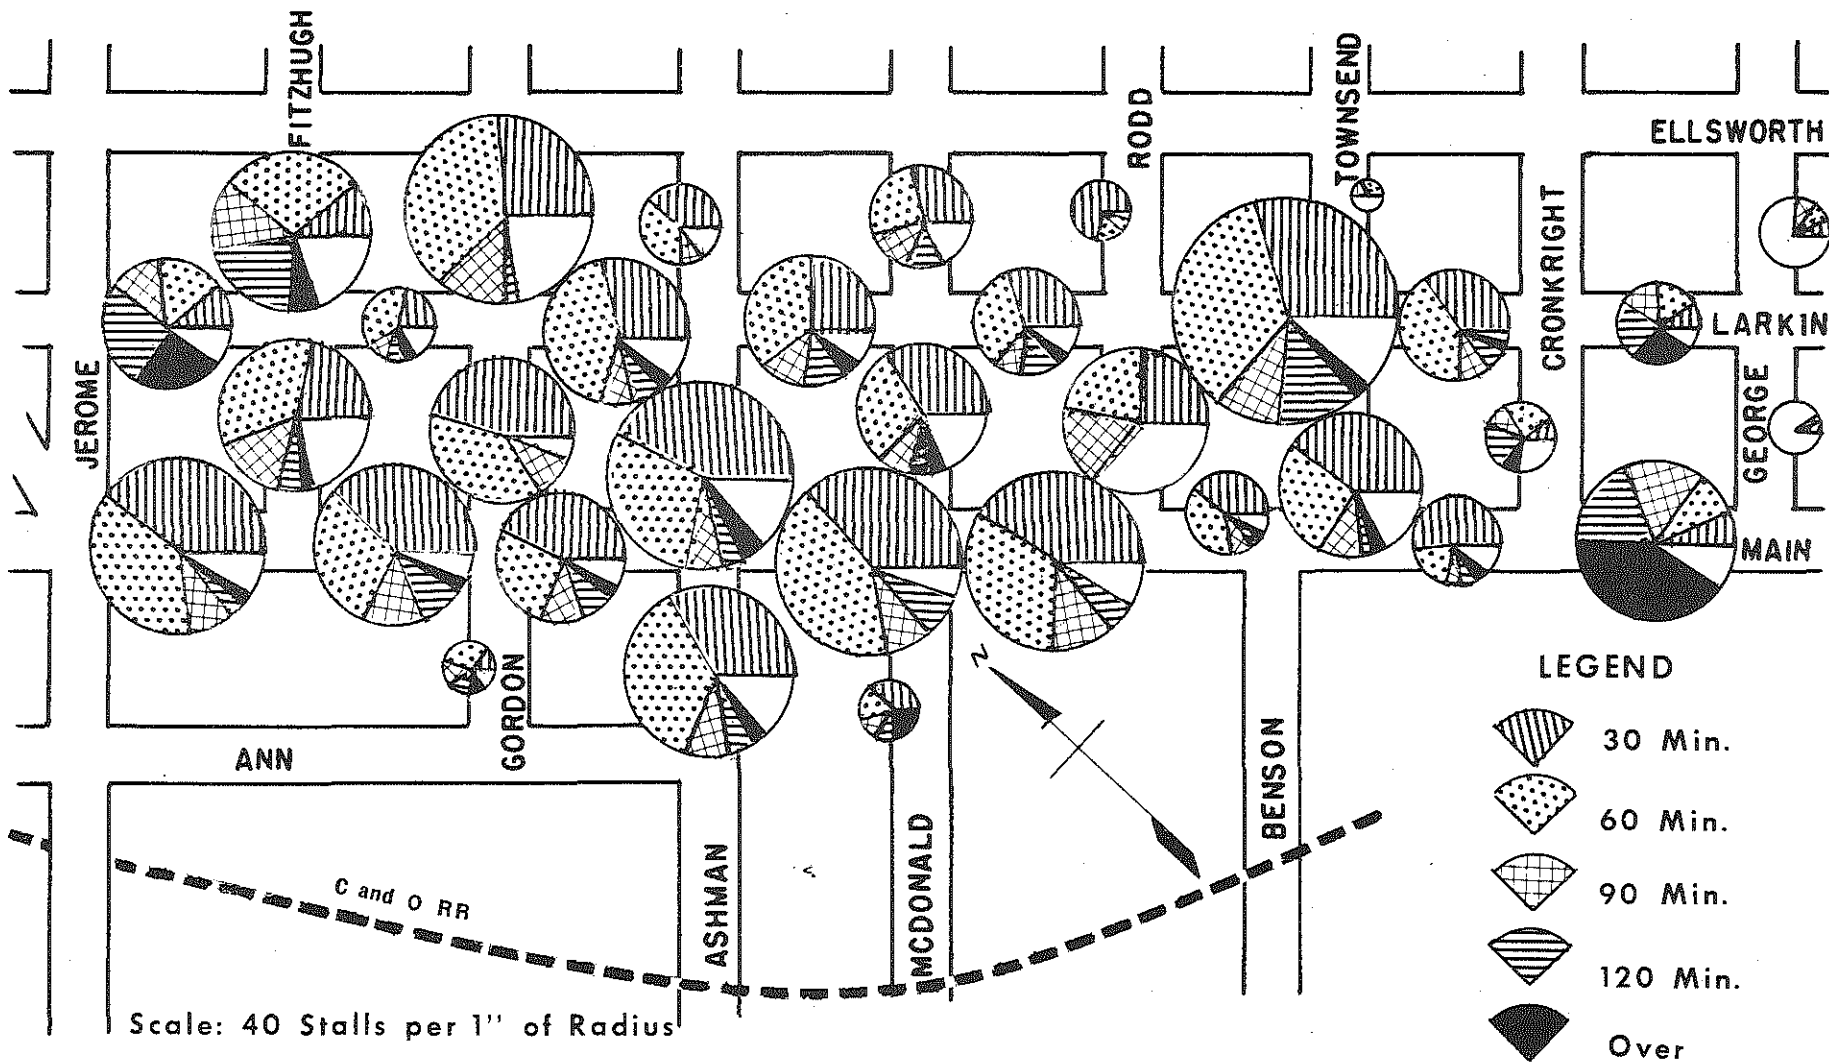 FITZHUGH
RODD
TOWNSEND
ELLSWORTH
CRONKRIGHT
LARKIN
JEROME
GEORGE
MAIN
N
LEGEND
GORDON
30 Min.
ANN
BENSON
60 Min.
ASHMAN
MCDONALD
90 Min.
C and O RR
120 Min.
Scale: 40 Stalls per 1" of Radius
Over